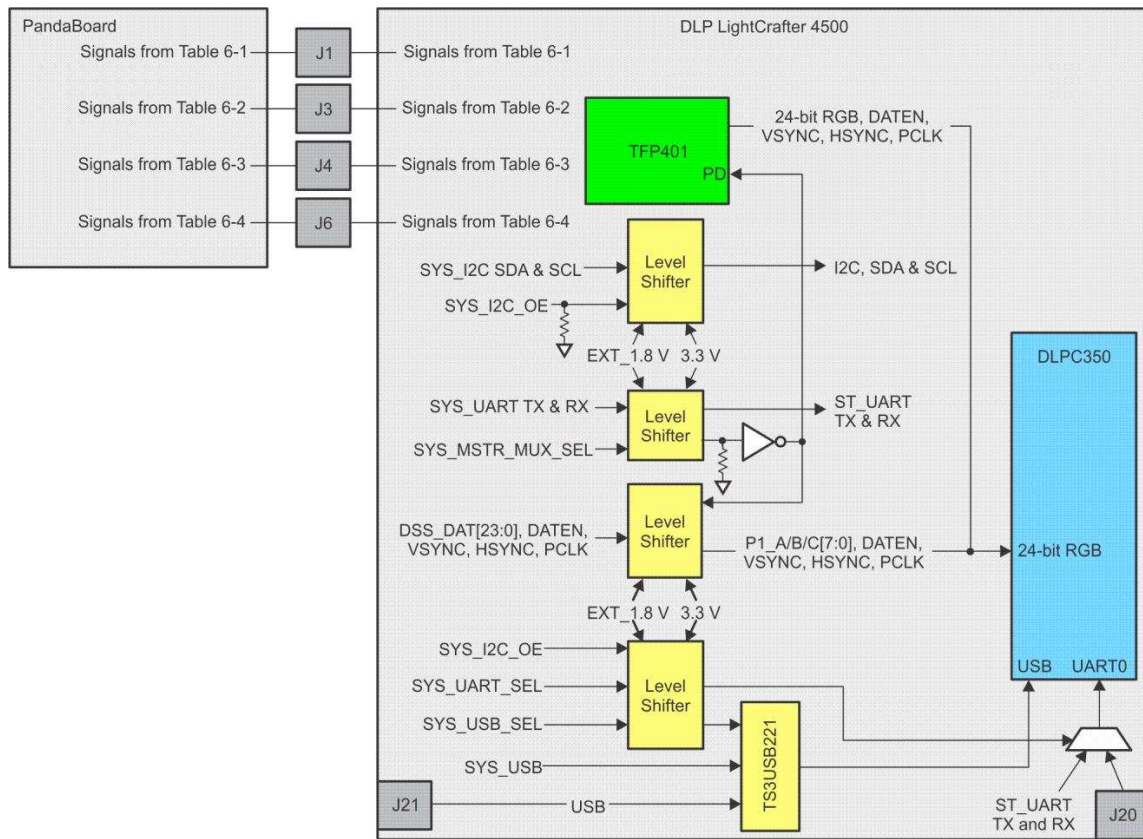 PandaBoard
DLP LightCrafter 4500
Signals from Table 6-1
J1
Signals from Table 6-1
Signals from Table 6-2
J3
Signals from Table 6-2
Signals from Table 6-3
J4
Signals from Table 6-3
Signals from Table 6-4
J6
Signals from Table 6-4
TFP401
PD
24-bit RGB, DATEN,
VSYNC, HSYNC, PCLK
SYS_I2C SDA & SCL
SYS_I2C_OE
Level
Shifter
I2C, SDA & SCL
EXT_1.8 V
3.3 V
SYS_UART TX & RX
SYS_MSTR_MUX_SEL
Level
Shifter
ST_UART
TX & RX
DSS_DAT[23:0], DATEN,
VSYNC, HSYNC, PCLK
Level
Shifter
P1_A/B/C[7:0], DATEN,
VSYNC, HSYNC, PCLK
DLPC350
24-bit RGB
USB
UART0
EXT_1.8 V
3.3 V
SYS_I2C_OE
SYS_UART_SEL
SYS_USB_SEL
Level
Shifter
SYS_USB
TS3USB221
J21
USB
ST_UART
TX and RX
J20